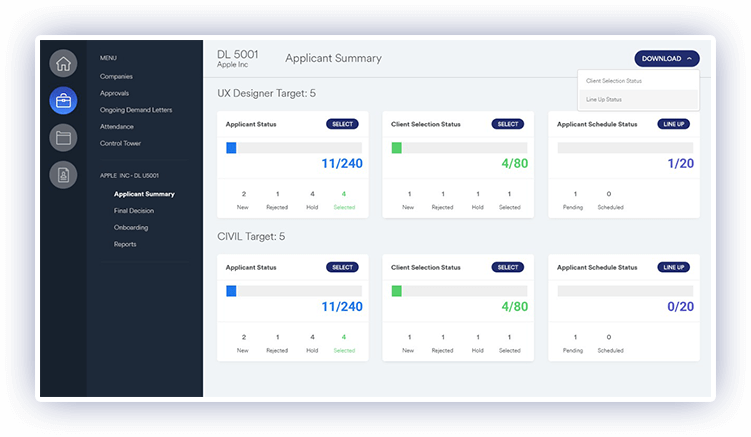 MENU
Companies
Approvals
Ongoing Demand Letters
Attendance
Control Tower
APPLE INC - DL U5001
Applicant Summary
Final Decision
Onboarding
Reports
DL 5001
Apple Inc
Applicant Summary
DOWNLOAD
Client Selection Status
Line Up Status
UX Designer Target: 5
Applicant Status SELECT
11/240
2 1 4 4
New Rejected Hold Selected
Client Selection Status SELECT
4/80
1 1 1 1
New Rejected Hold Selected
Applicant Schedule Status LINE UP
1/20
1 0
Pending Scheduled
CIVIL Target: 5
Applicant Status SELECT
11/240
2 1 4 4
New Rejected Hold Selected
Client Selection Status SELECT
4/80
1 1 1 1
New Rejected Hold Selected
Applicant Schedule Status LINE UP
0/20
1 0
Pending Scheduled